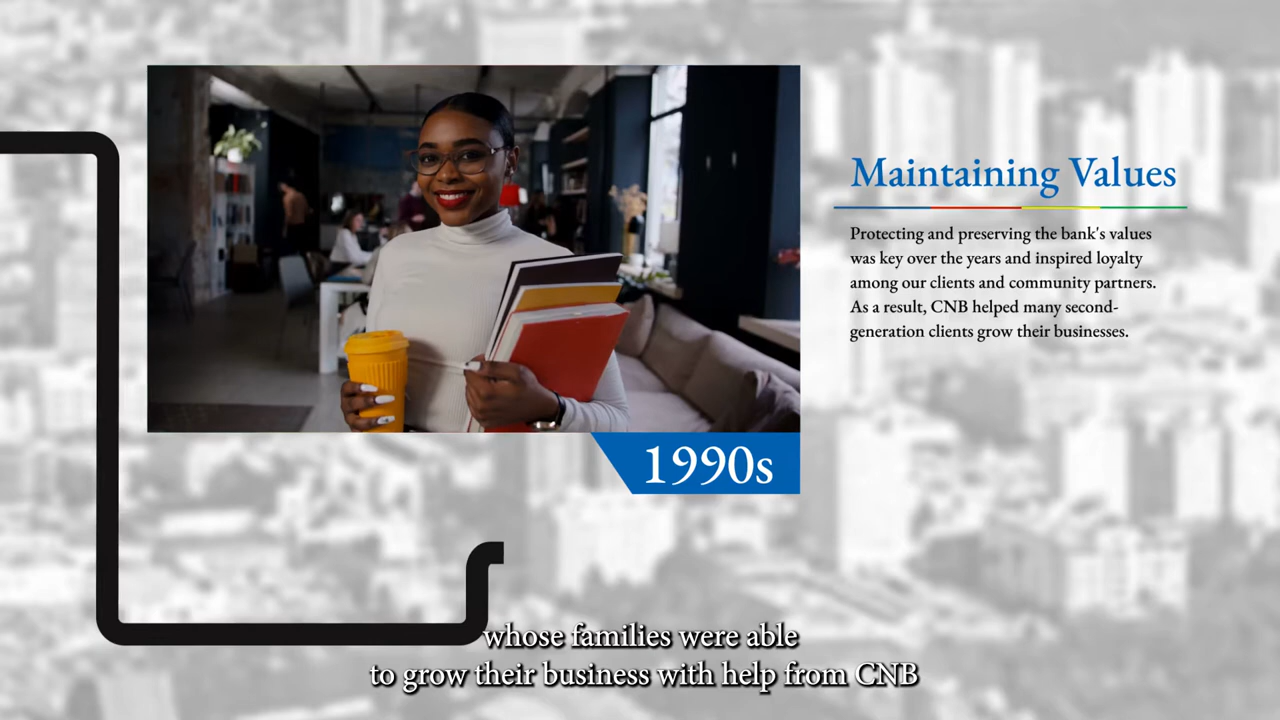 Maintaining Values
Protecting and preserving the bank's values
was key over the years and inspired loyalty
among our clients and community partners.
As a result, CNB helped many second-
generation clients grow their businesses.
1990s
whose families were able
to grow their business with help from CNB